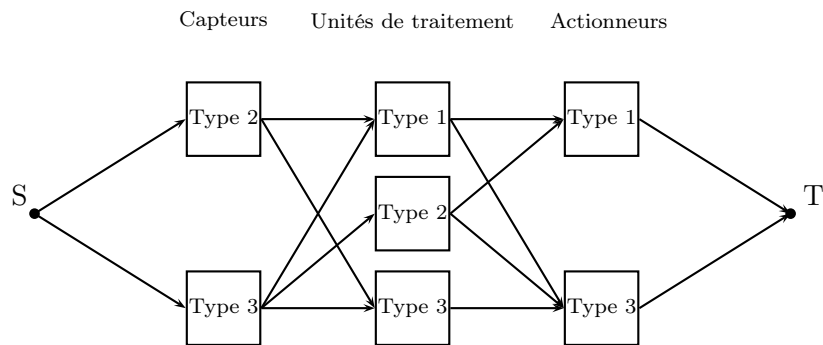 Capteurs Unités de traitement Actionneurs
Type 2 Type 1 Type 1
S Type 2 T
Type 3 Type 3 Type 3